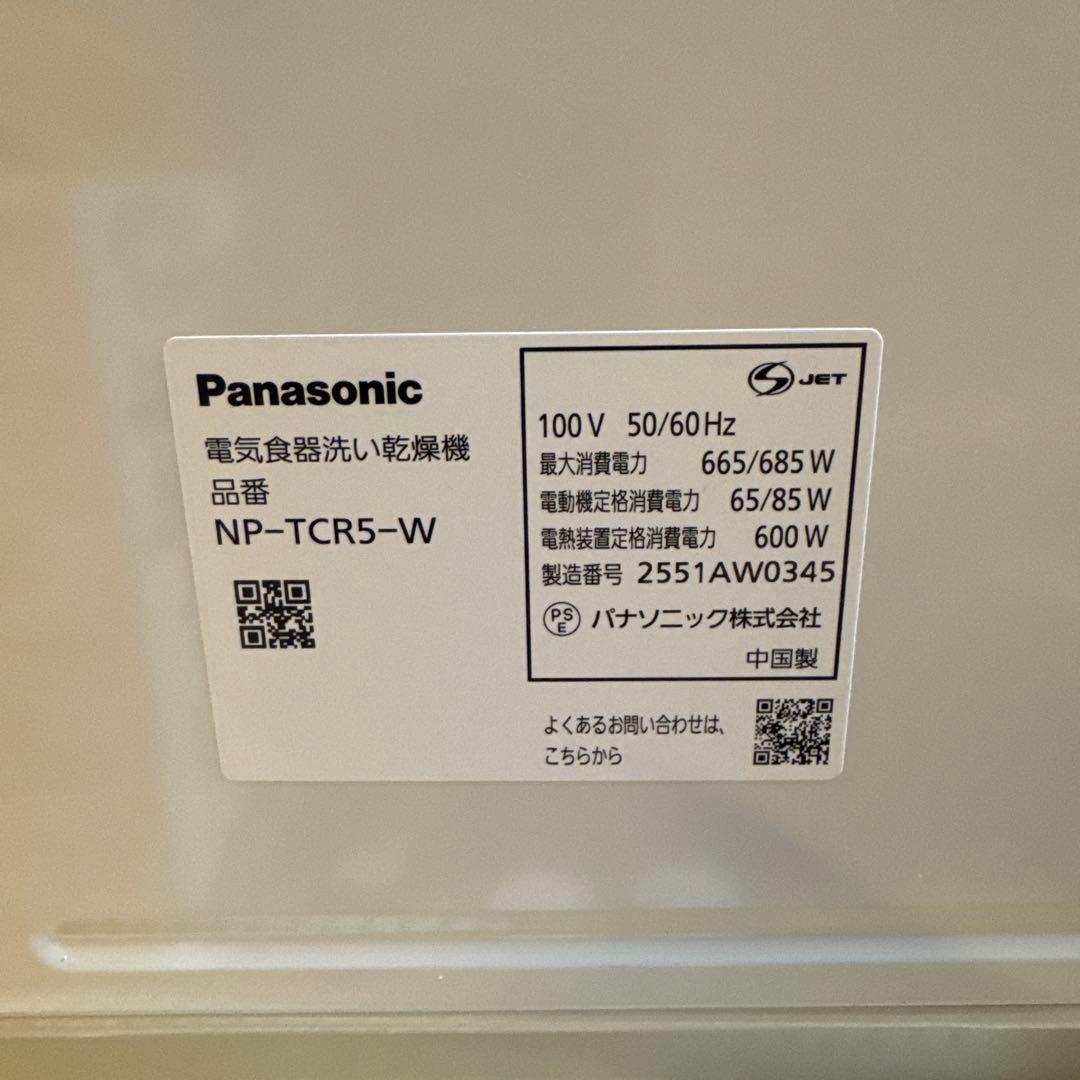 Panasonic
電気食器洗い乾燥機
品番
NP-TCR5-W
S JET
100V 50/60Hz
最大消費電力 665/685W
電動機定格消費電力 65/85W
電熱装置定格消費電力 600W
製造番号 2551AW0345
PSE パナソニック株式会社
中国製
よくあるお問い合わせは、
こちらから